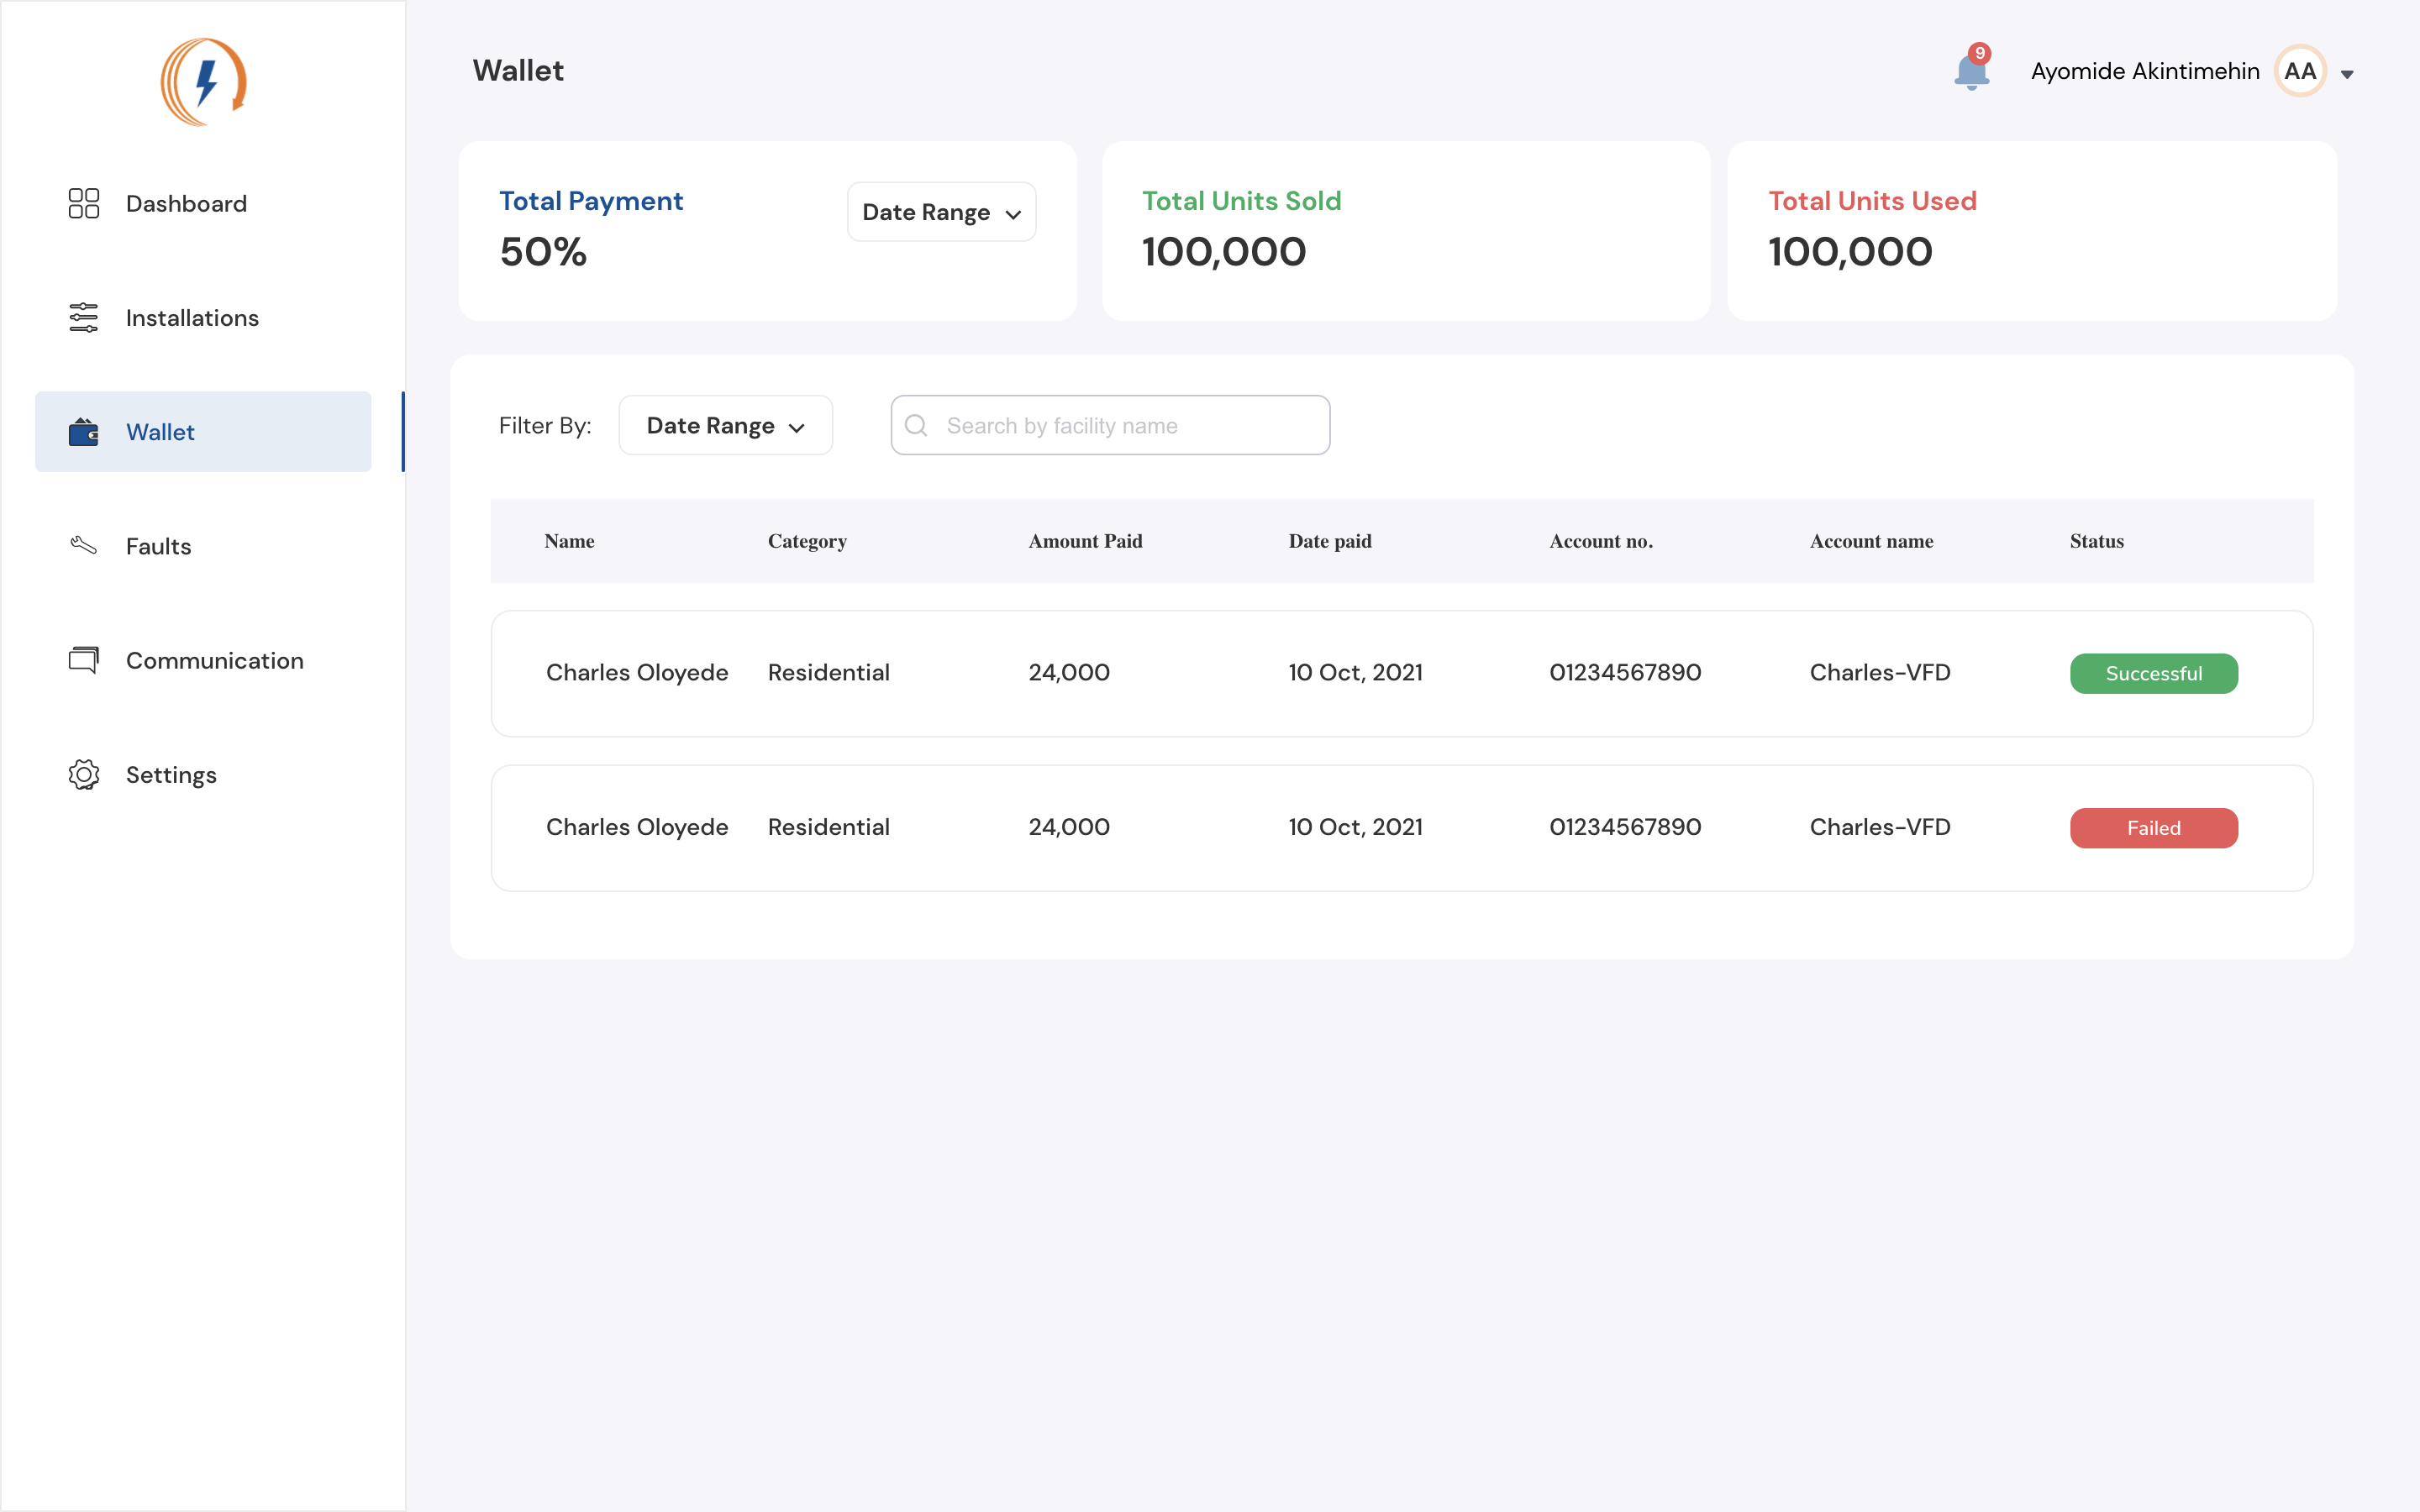 Wallet
9
Ayomide Akintimehin
AA
Dashboard
Installations
Wallet
Faults
Communication
Settings
Total Payment
50%
Date Range
Total Units Sold
100,000
Total Units Used
100,000
Filter By:
Date Range
Search by facility name
Name Category Amount Paid Date paid Account no. Account name Status
Charles Oloyede Residential 24,000 10 Oct, 2021 01234567890 Charles-VFD Successful
Charles Oloyede Residential 24,000 10 Oct, 2021 01234567890 Charles-VFD Failed